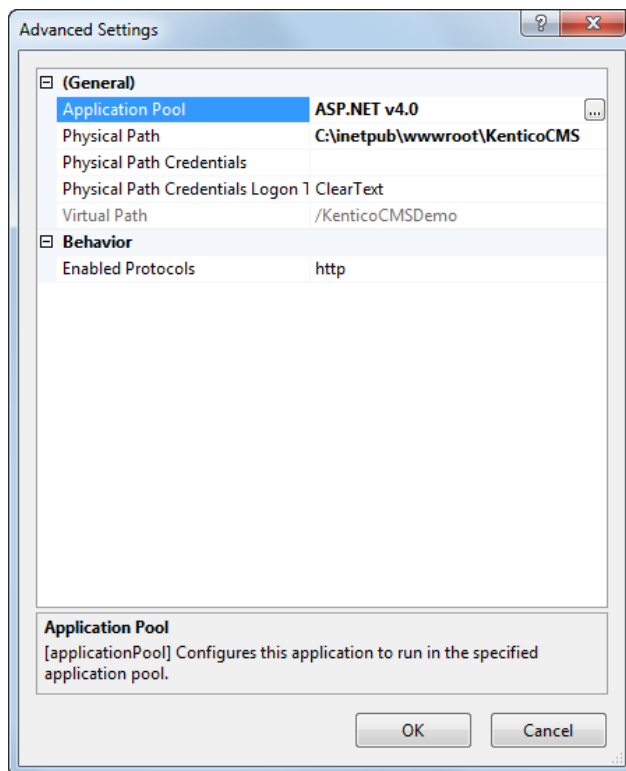 Advanced Settings
(General)
Application Pool ASP.NET v4.0 ...
Physical Path C:\inetpub\wwwroot\KenticoCMS
Physical Path Credentials
Physical Path Credentials Logon T ClearText
Virtual Path /KenticoCMSDemo
Behavior
Enabled Protocols http
Application Pool
[applicationPool] Configures this application to run in the specified
application pool.
OK Cancel